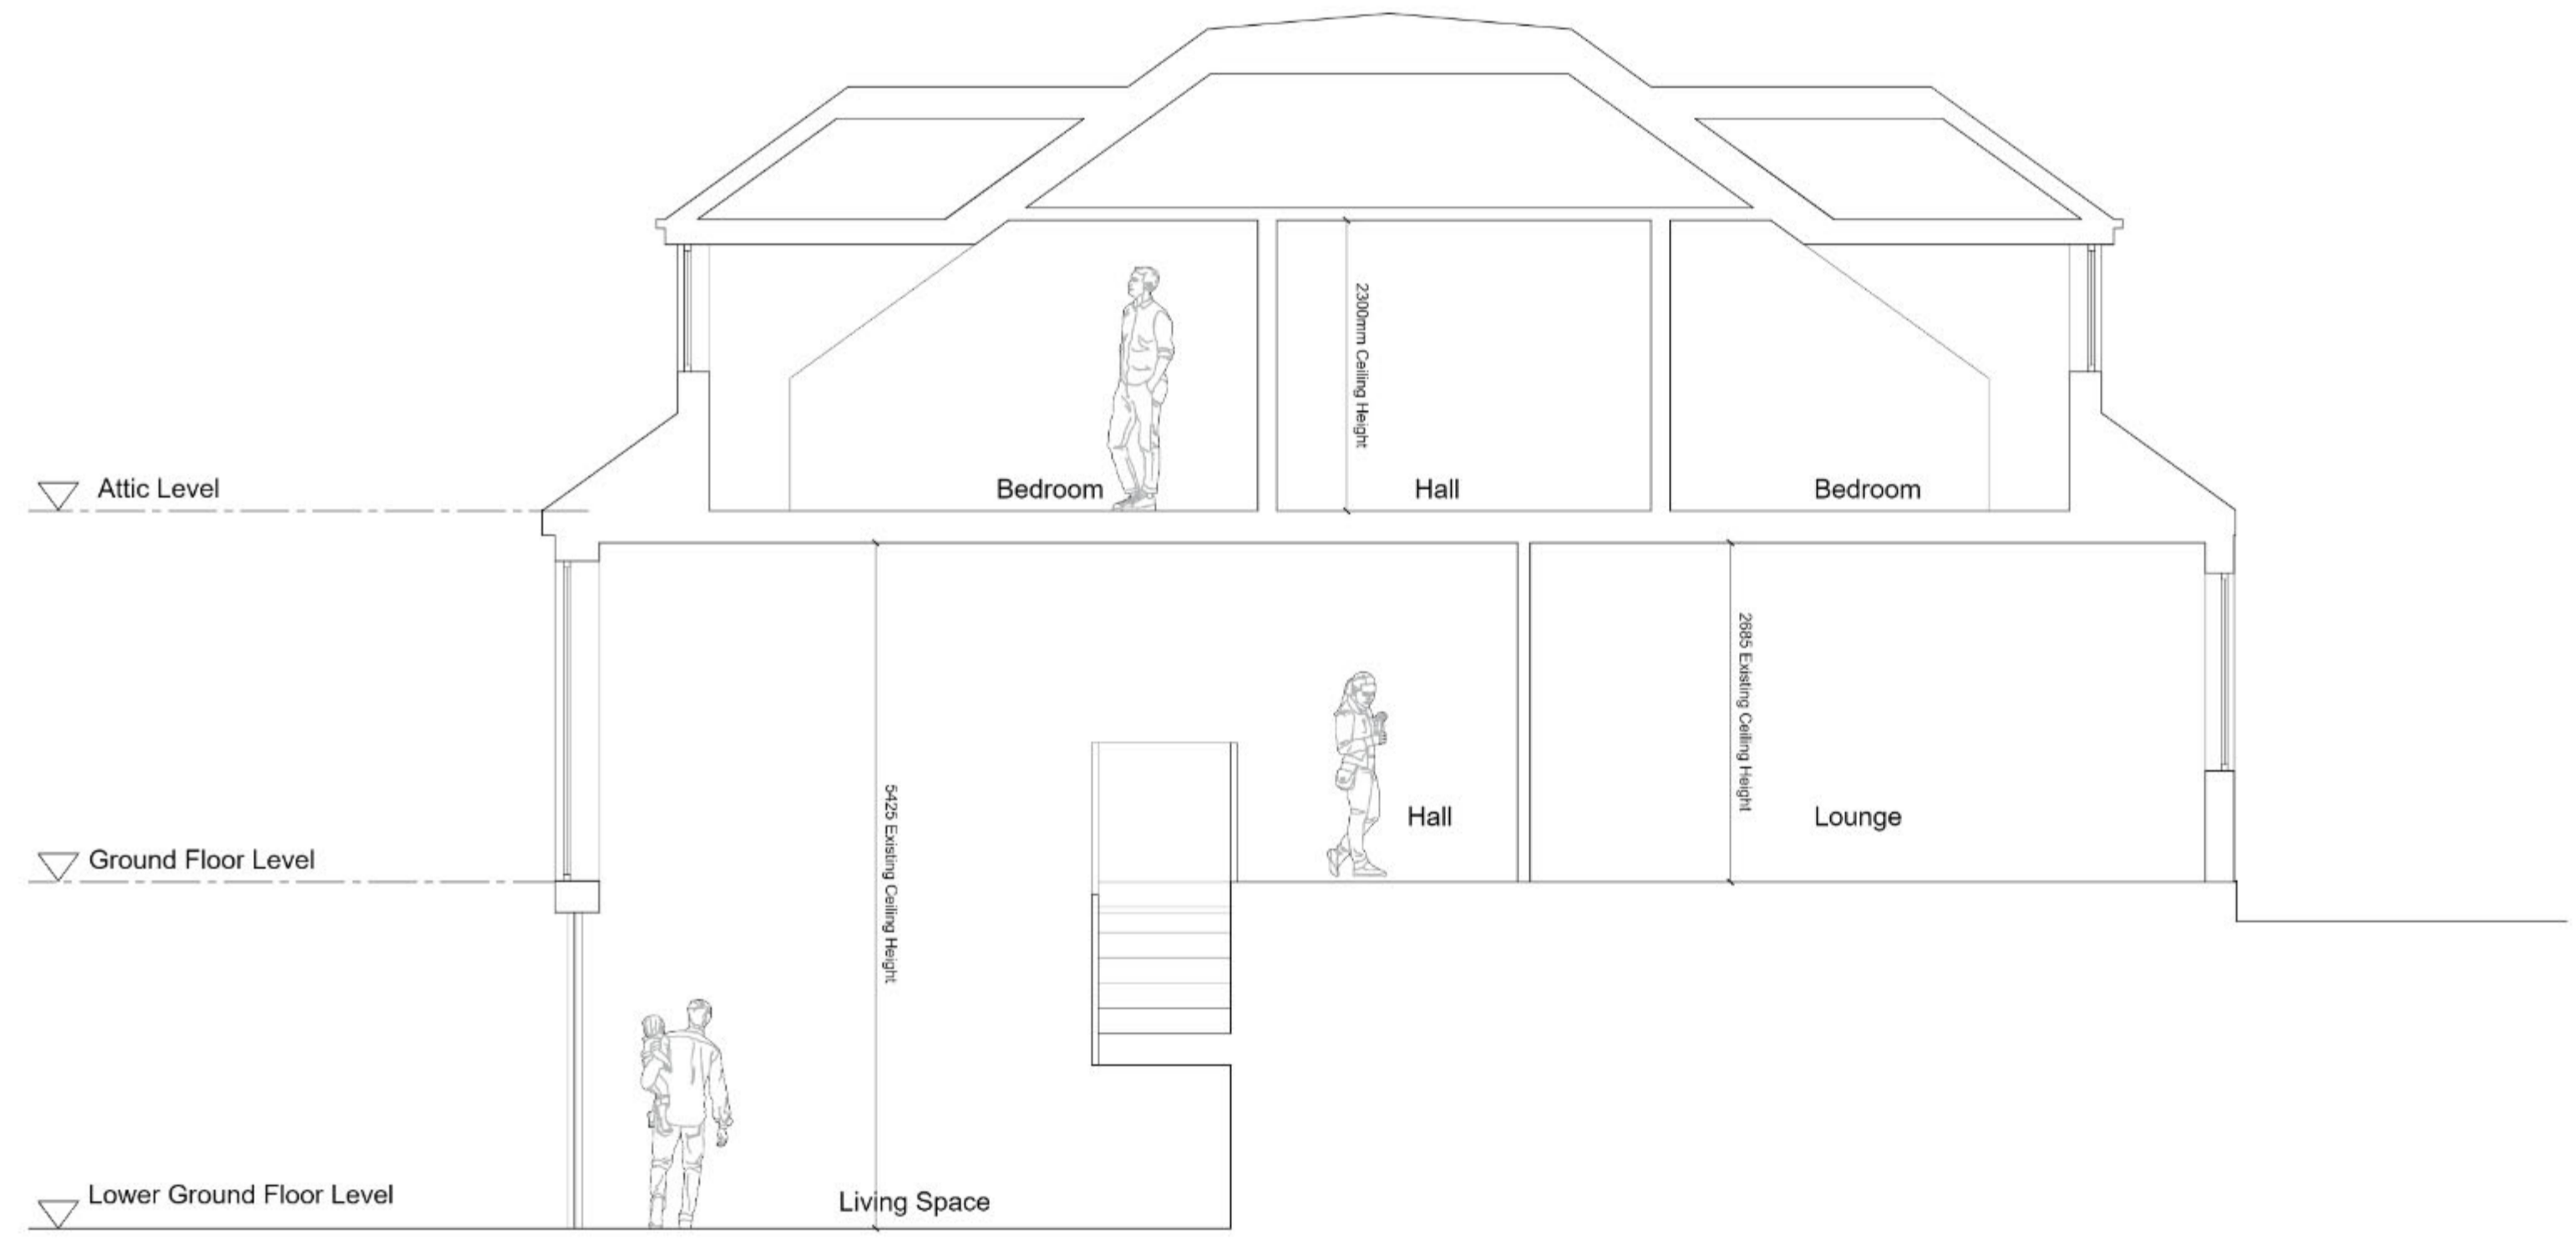 2300mm Ceiling Height
Attic Level
Bedroom
Hall
Bedroom
2685 Existing Ceiling Height
5425 Existing Ceiling Height
Hall
Lounge
Ground Floor Level
Lower Ground Floor Level
Living Space